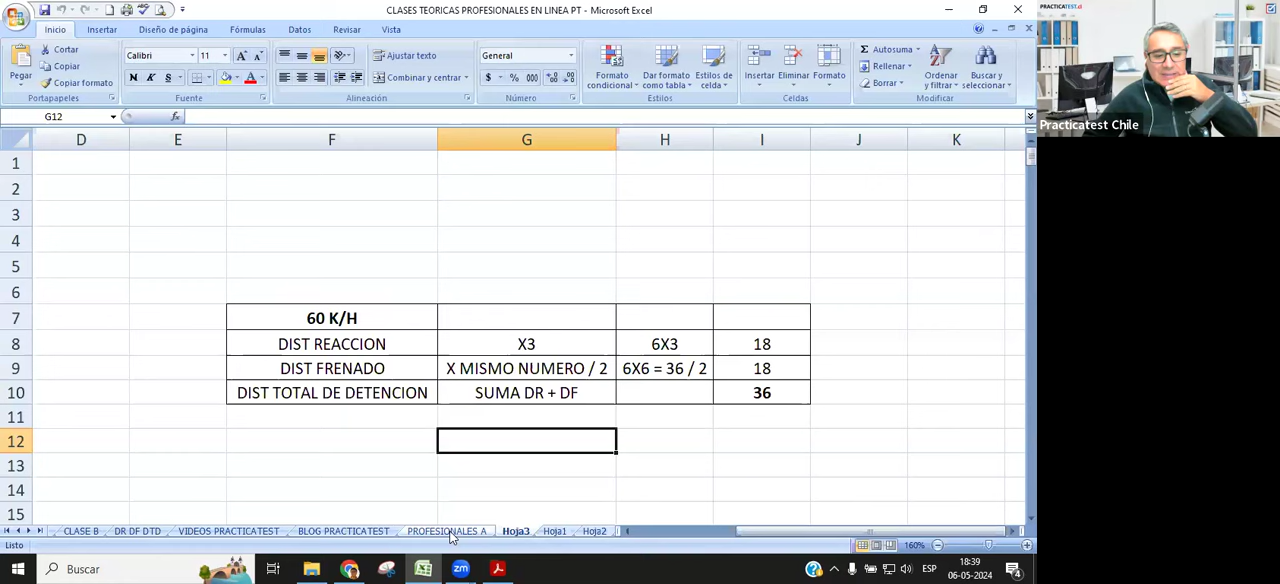 CLASES TEORICAS PROFESIONALES EN LINEA PT - Microsoft Excel
Inicio Insertar Diseño de página Fórmulas Datos Revisar Vista
Pegar
Cortar
Copiar
Copiar formato
Portapapeles
Calibri 11
N K S
Fuente
Ajustar texto
Combinar y centrar
Alineación
General
$ % 000
Número
Formato condicional
Dar formato como tabla
Estilos de celda
Estilos
Insertar Eliminar Formato
Celdas
Autosuma
Rellenar
Borrar
Ordenar y filtrar
Buscar y seleccionar
Modificar
G12 fx
D E F G H I J K
1
2
3
4
5
6
7 60 K/H
8 DIST REACCION X3 6X3 18
9 DIST FRENADO X MISMO NUMERO / 2 6X6 = 36 / 2 18
10 DIST TOTAL DE DETENCION SUMA DR + DF 36
11
12
13
14
15
CLASE B DR DF DTD VIDEOS PRACTICATEST BLOG PRACTICATEST PROFESIONALES A Hoja3 Hoja1 Hoja2
Listo 160%
Buscar
ESP
18:39
06-05-2024
4
PRACTICATEST.cl
Practicatest Chile